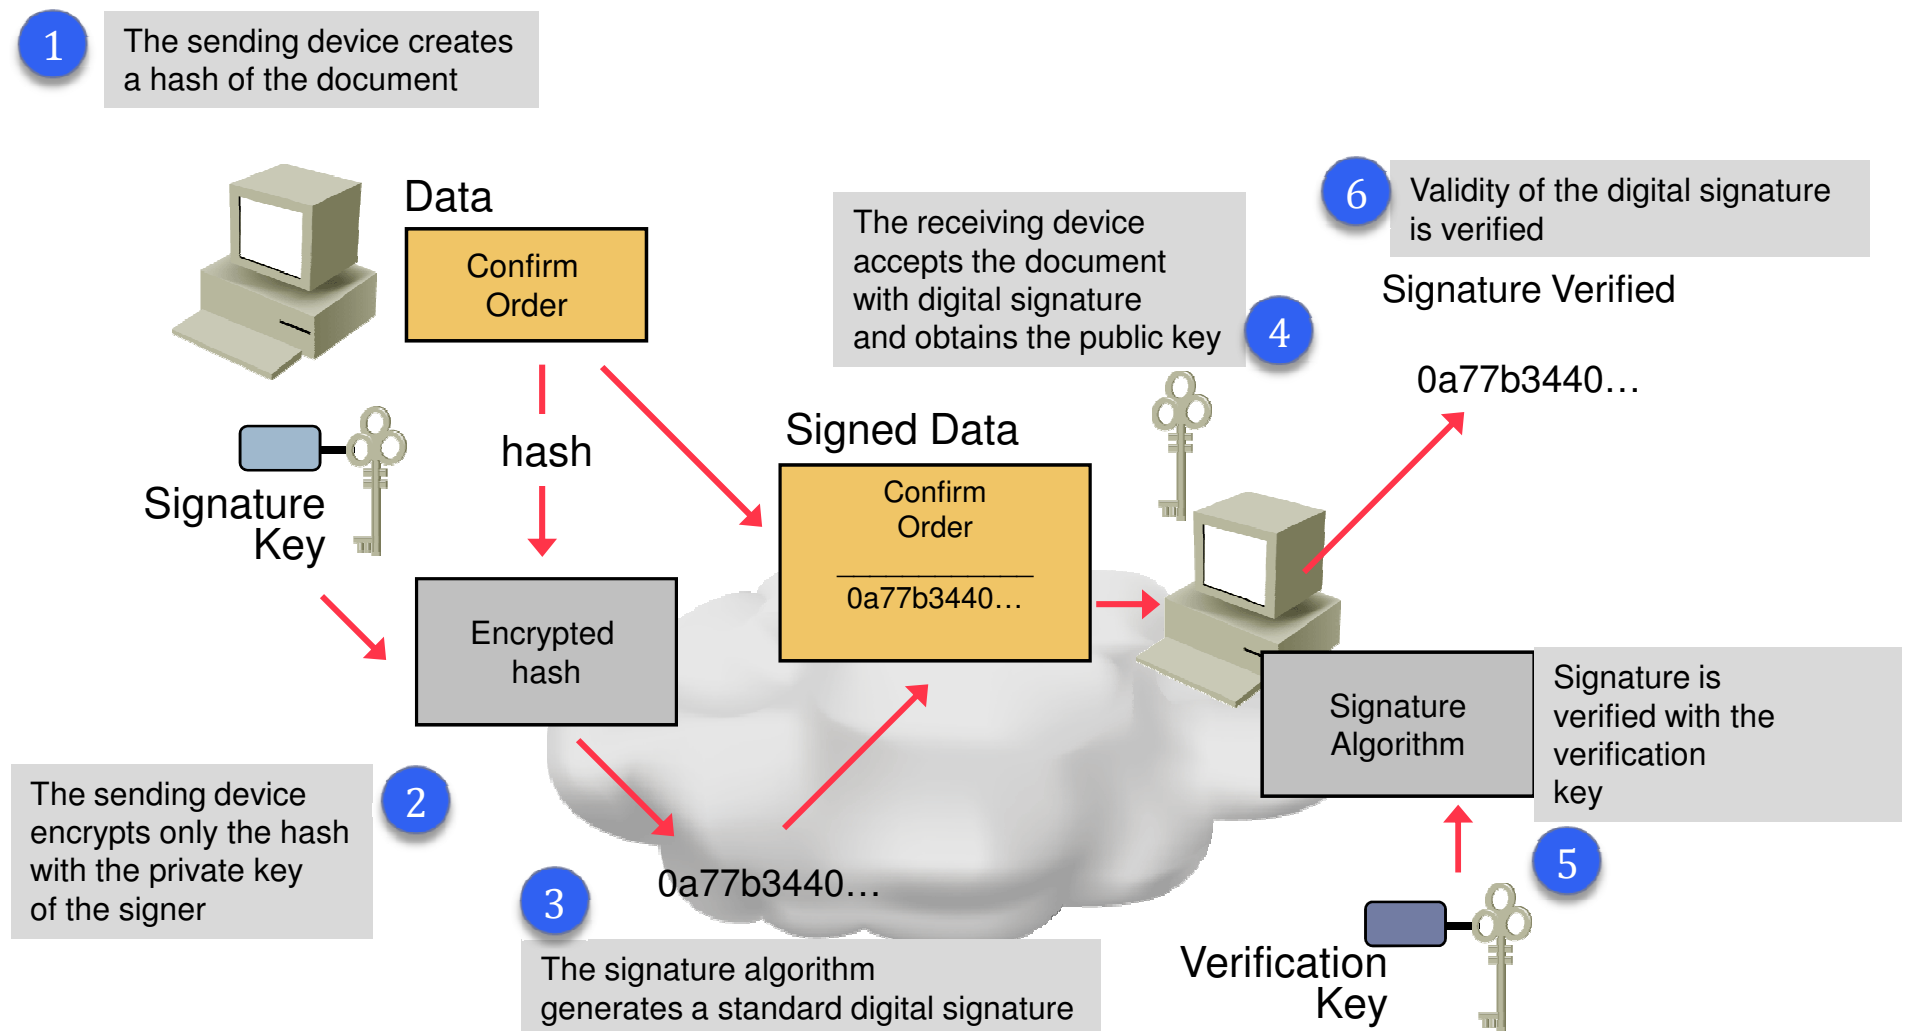 1
The sending device creates
a hash of the document
Data
Confirm
Order
hash
Signature
Key
Encrypted
hash
2
The sending device
encrypts only the hash
with the private key
of the signer
3
0a77b3440…
The signature algorithm
generates a standard digital signature
Signed Data
Confirm
Order
0a77b3440…
The receiving device
accepts the document
with digital signature
and obtains the public key
4
Signature
Algorithm
Signature is
verified with the
verification
key
5
Verification
Key
6
Validity of the digital signature
is verified
Signature Verified
0a77b3440…